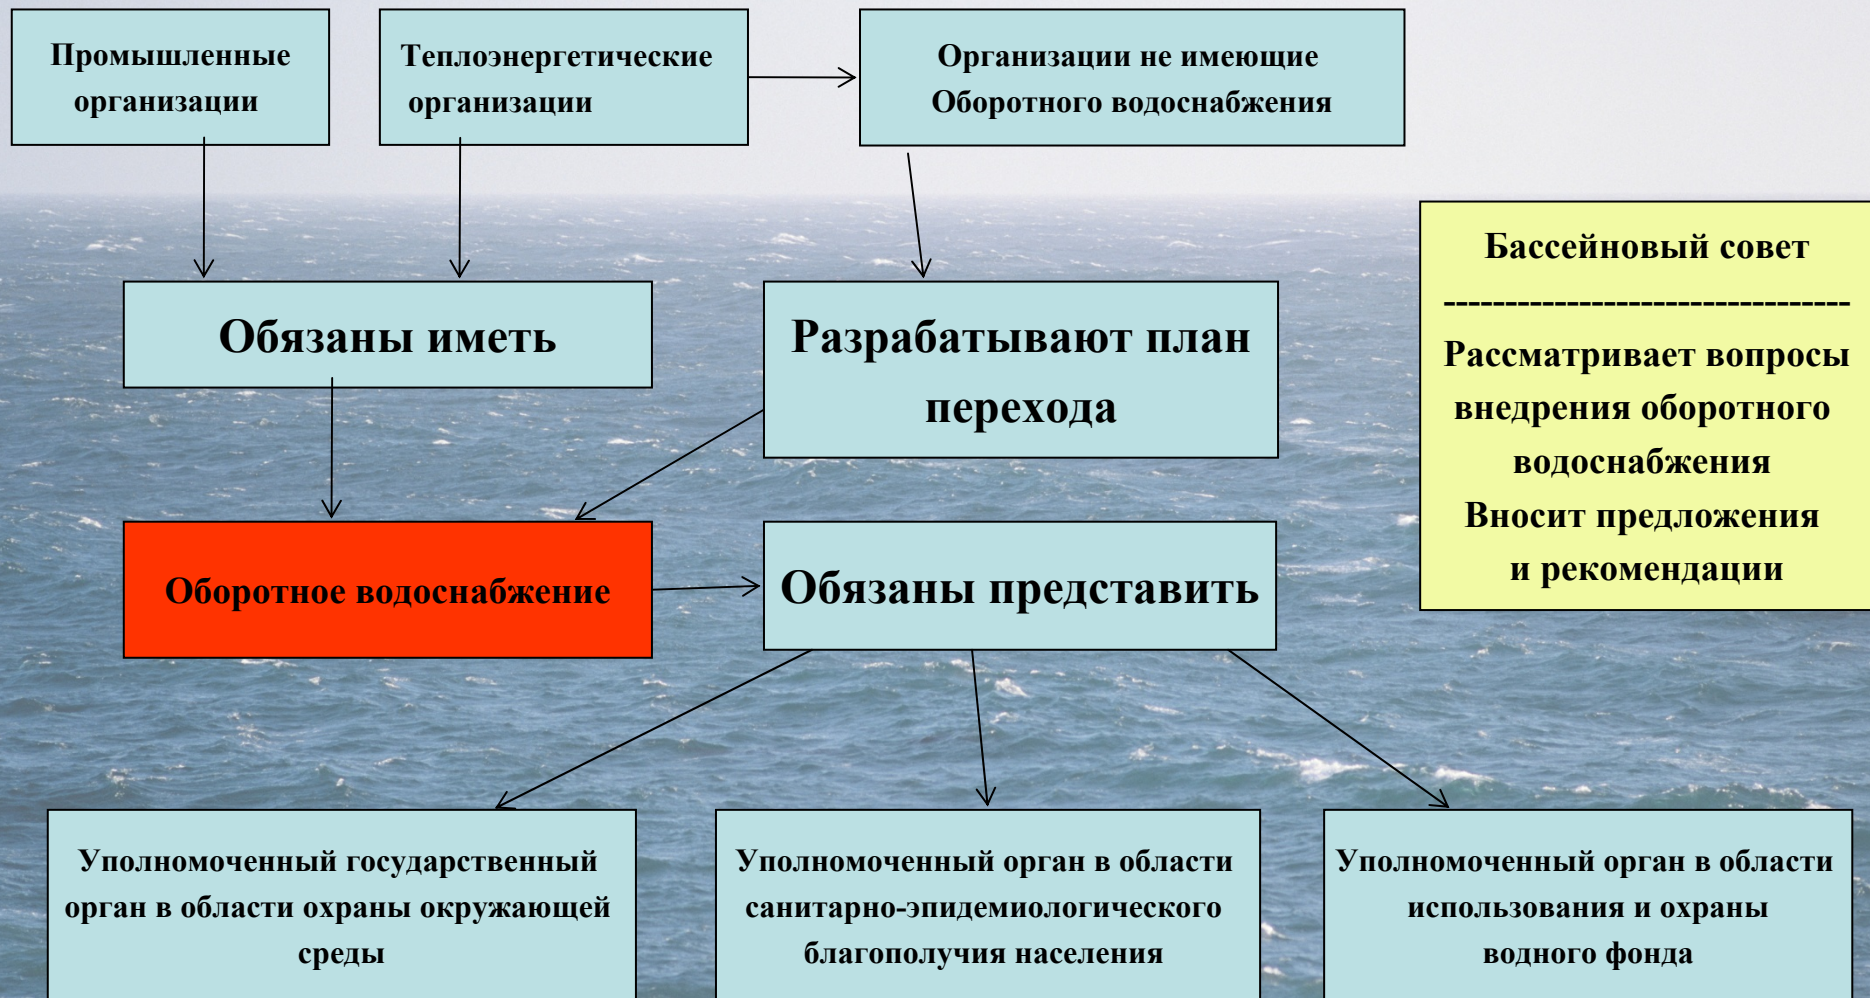 Промышленные
организации
Теплоэнергетические
организации
Организации не имеющие
Оборотного водоснабжения
Обязаны иметь
Разрабатывают план
перехода
Бассейновый совет
---------------------------------
Рассматривает вопросы
внедрения оборотного
водоснабжения
Вносит предложения
и рекомендации
Оборотное водоснабжение
Обязаны представить
Уполномоченный государственный
орган в области охраны окружающей
среды
Уполномоченный орган в области
санитарно-эпидемиологического
благополучия населения
Уполномоченный орган в области
использования и охраны
водного фонда